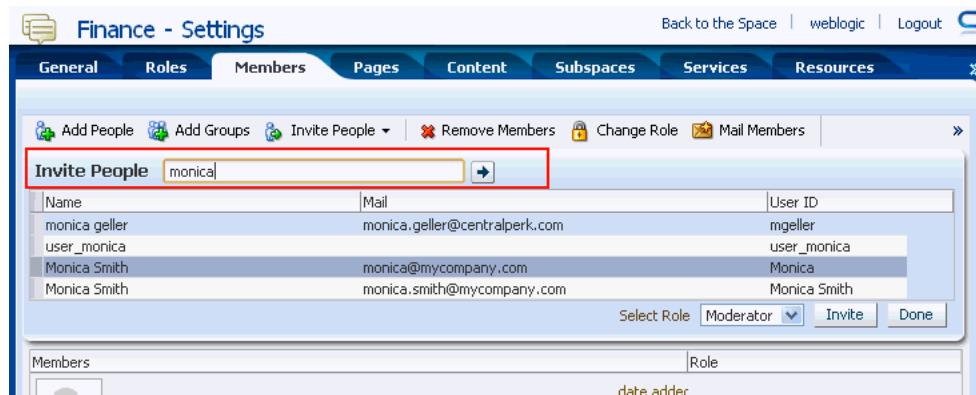 Finance - Settings Back to the Space weblogic Logout
General Roles Members Pages Content Subspaces Services Resources
Add People Add Groups Invite People Remove Members Change Role Mail Members »
Invite People monica
Name Mail User ID
monica geller monica.geller@centralperk.com mgeller
user_monica user_monica
Monica Smith monica@mycompany.com Monica
Monica Smith monica.smith@mycompany.com Monica Smith
Select Role Moderator Invite Done
Members Role
date added